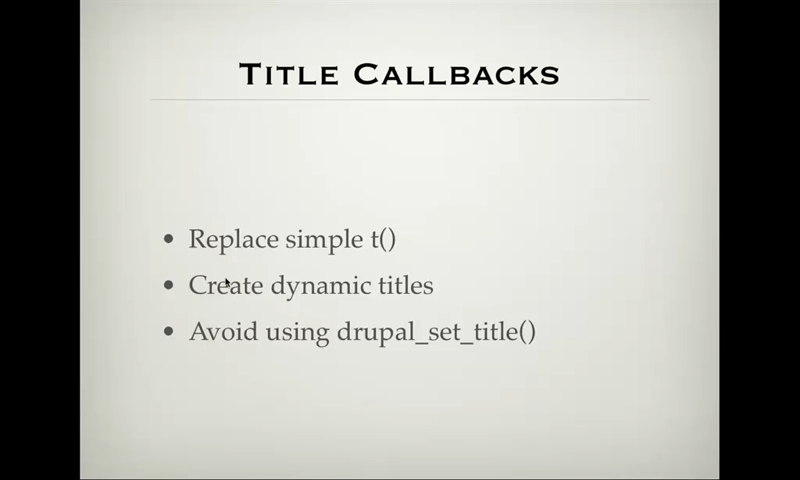 Title Callbacks
• Replace simple t()
• Create dynamic titles
• Avoid using drupal_set_title()